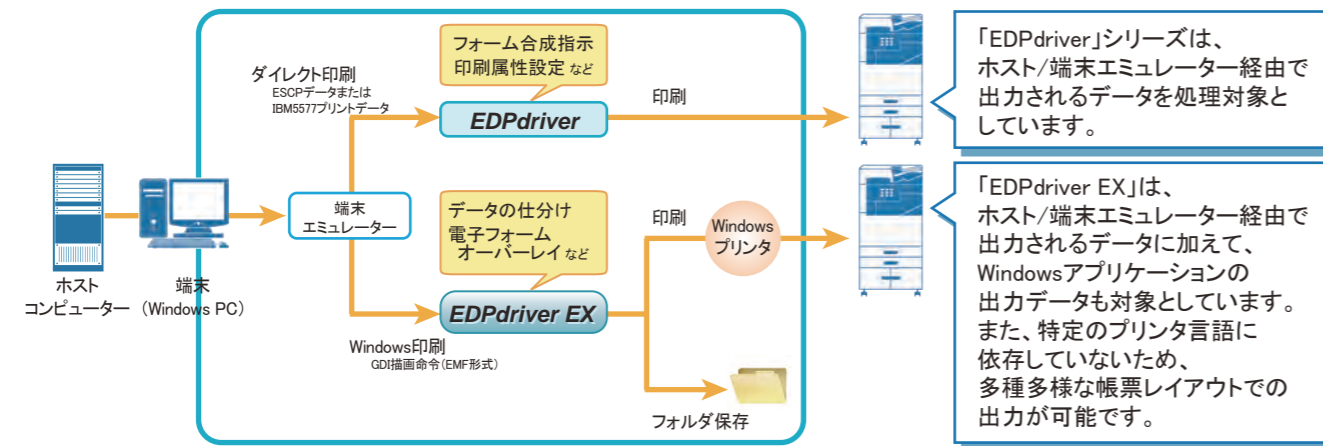 ホスト
コンピューター
端末
(Windows PC)
端末
エミュレーター
ダイレクト印刷
ESCPデータまたは
IBM5577プリントデータ
フォーム合成指示
印刷属性設定 など
EDPdriver
印刷
Windows印刷
GDI描画命令(EMF形式)
データの仕分け
電子フォーム
オーバーレイ など
EDPdriver EX
印刷
Windows
プリンタ
フォルダ保存
「EDPdriver」シリーズは、
ホスト/端末エミュレーター経由で
出力されるデータを処理対象と
しています。
「EDPdriver EX」は、
ホスト/端末エミュレーター経由で
出力されるデータに加えて、
Windowsアプリケーションの
出力データも対象としています。
また、特定のプリンタ言語に
依存していないため、
多種多様な帳票レイアウトでの
出力が可能です。